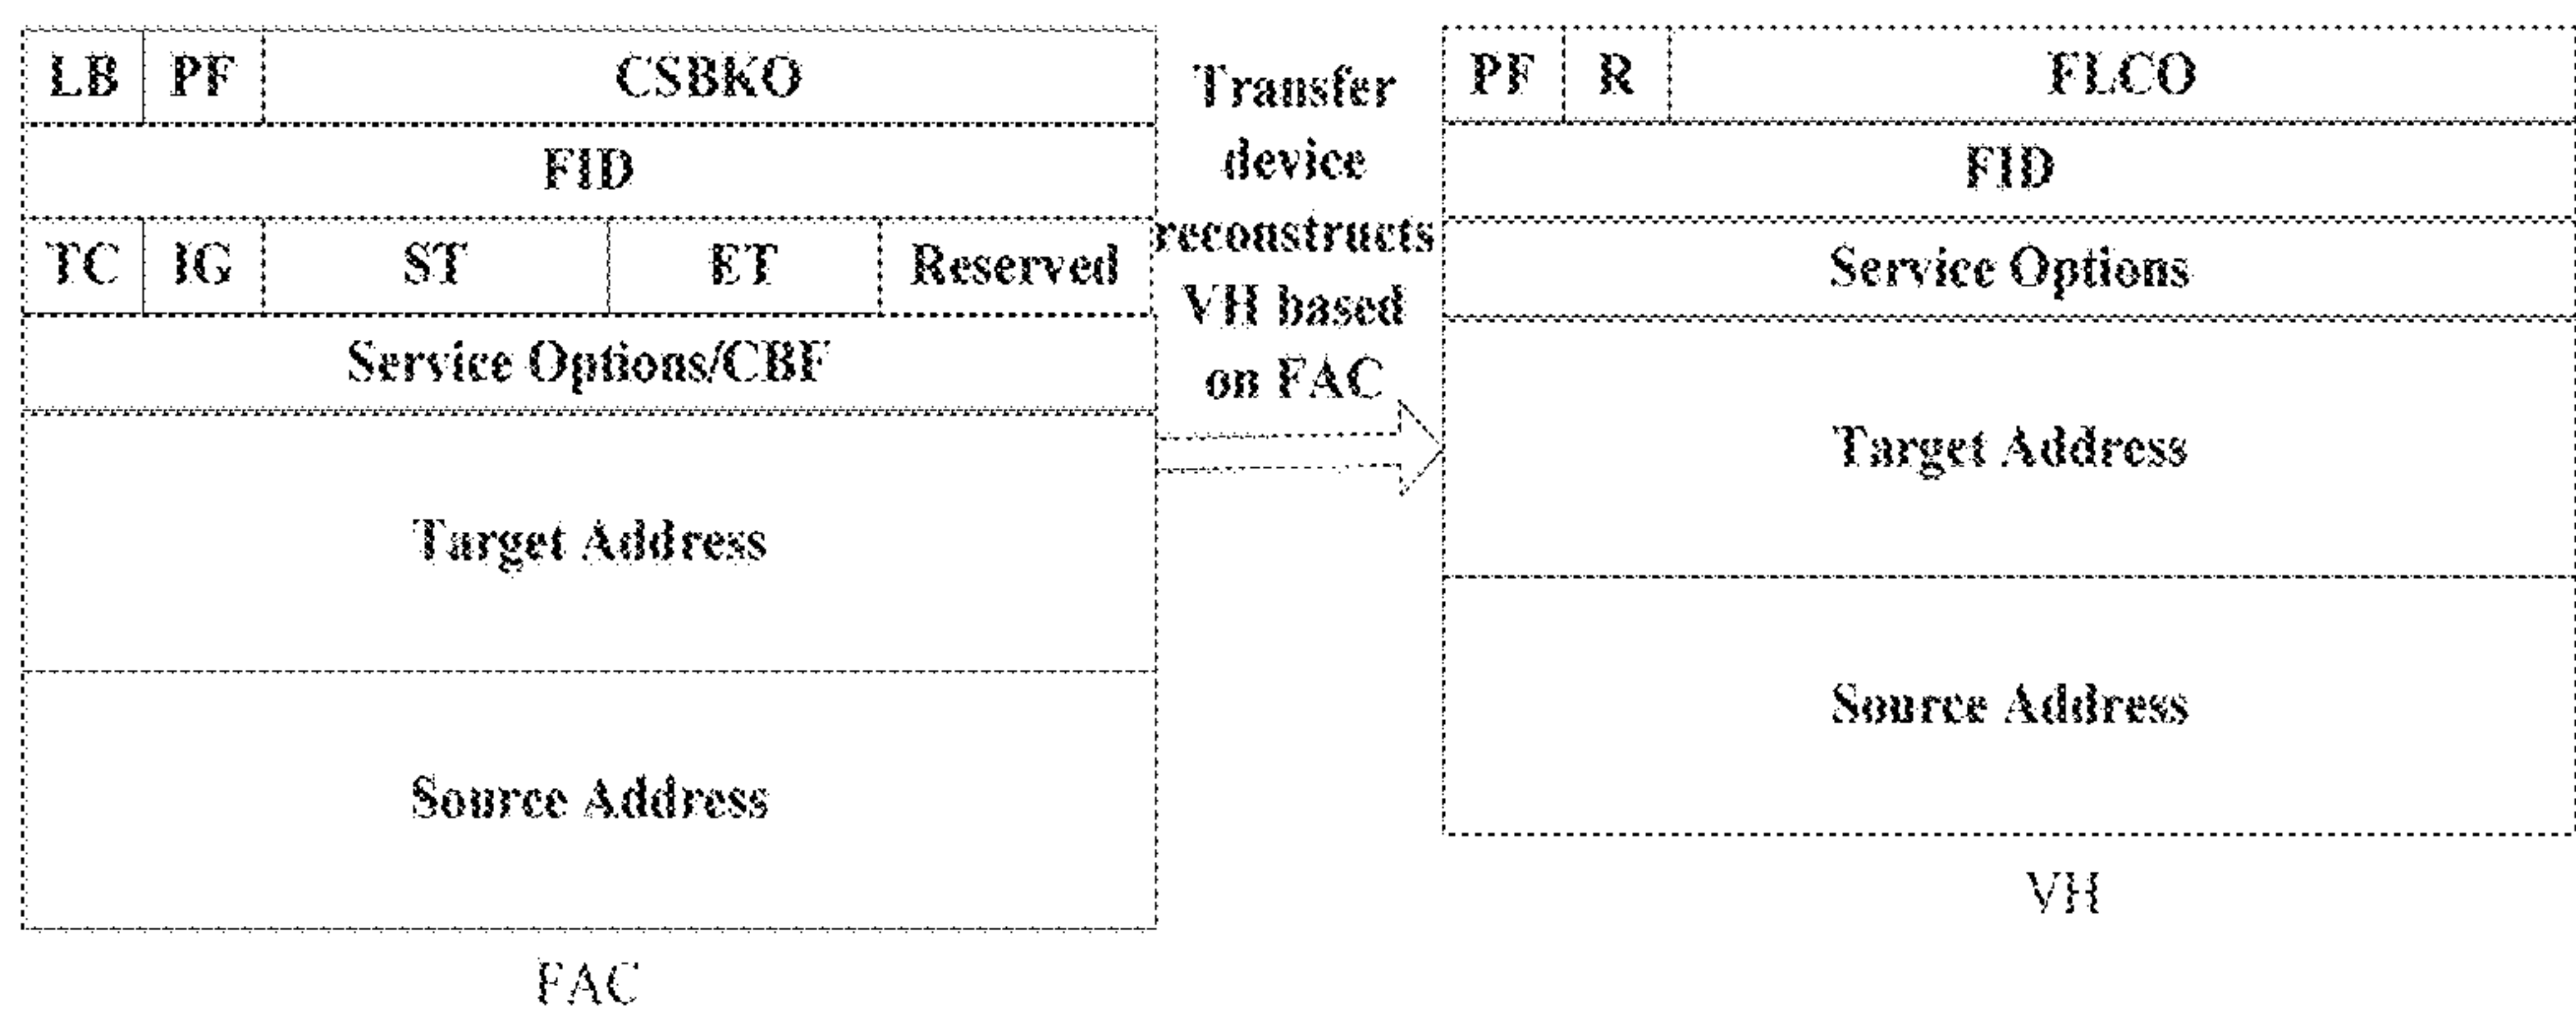 LB PF CSBKO
FID
TC IG ST ET Reserved
Service Options/CBF
Target Address
Source Address
FAC
Transfer
device
reconstructs
VH based
on FAC
PF R FLCO
FID
Service Options
Target Address
Source Address
VH